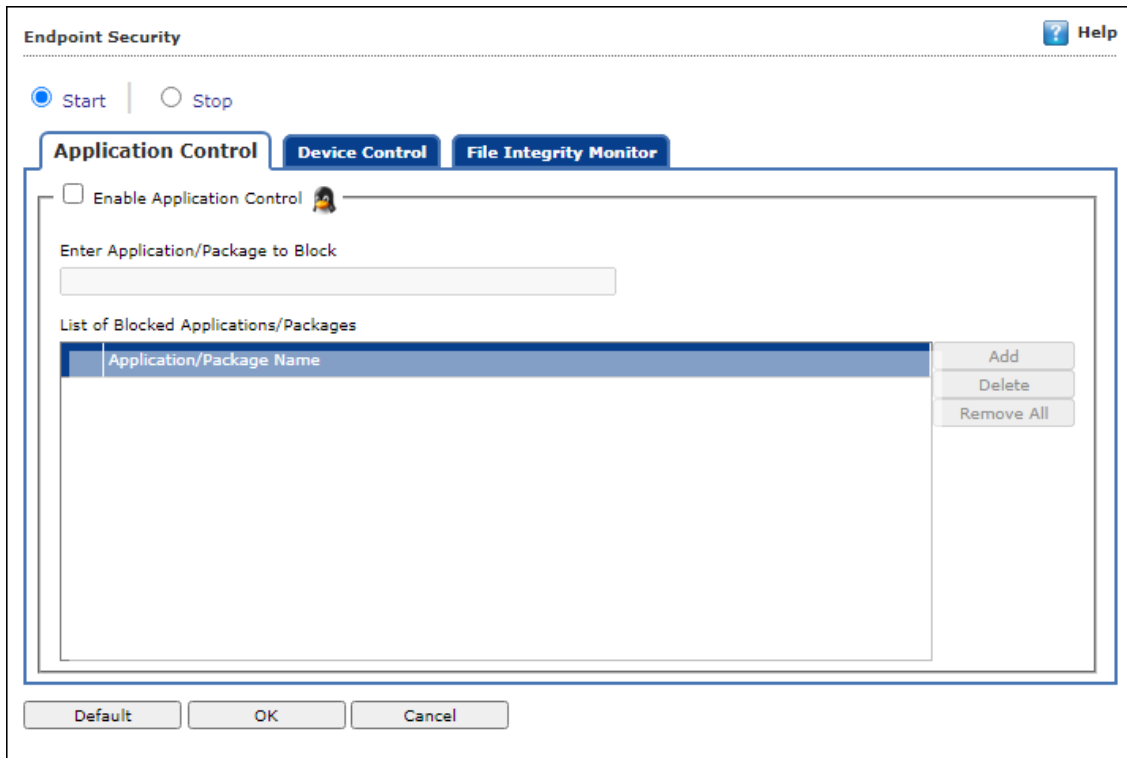 Endpoint Security
? Help
Start Stop
Application Control Device Control File Integrity Monitor
Enable Application Control
Enter Application/Package to Block
List of Blocked Applications/Packages
Application/Package Name
Add
Delete
Remove All
Default OK Cancel